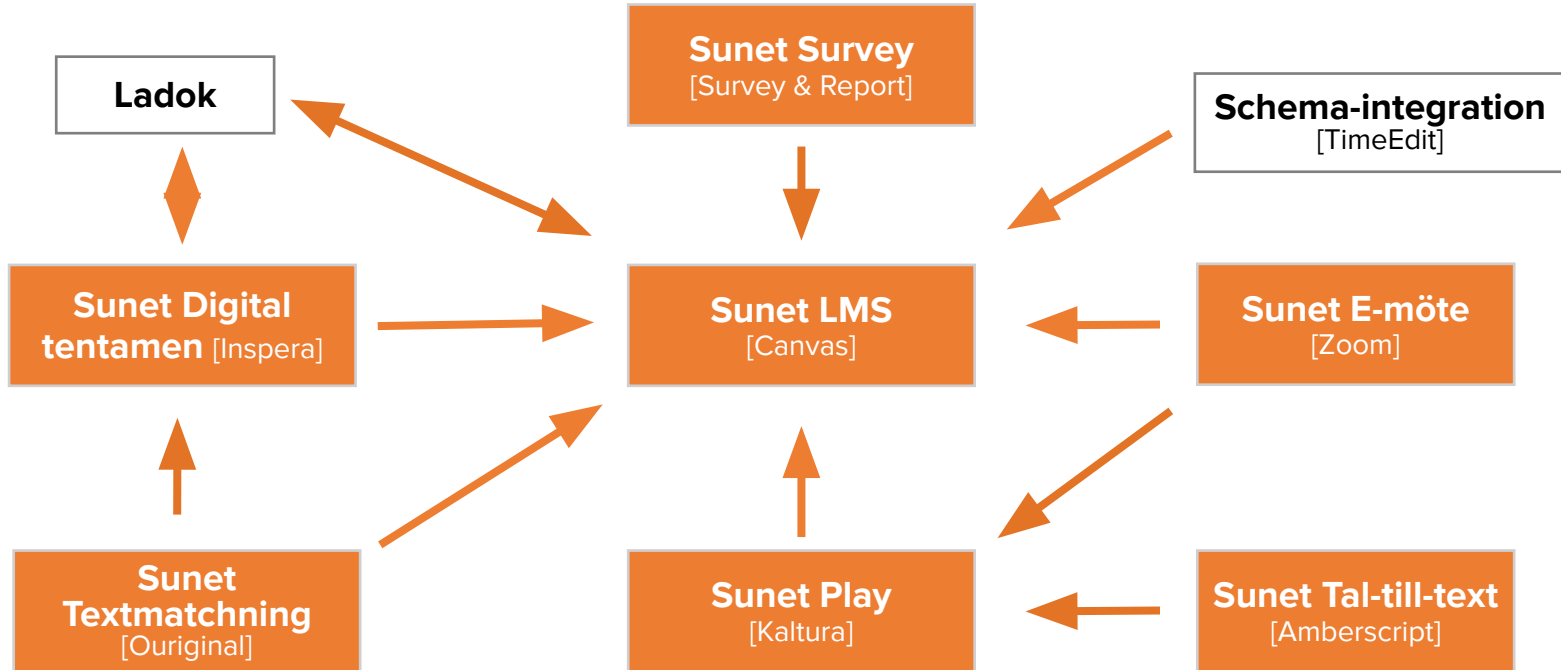 Sunet Survey
[Survey & Report]
Ladok
Schema-integration
[TimeEdit]
Sunet Digital
tentamen [Inspera]
Sunet LMS
[Canvas]
Sunet E-möte
[Zoom]
Sunet
Textmatchning
[Ouriginal]
Sunet Play
[Kaltura]
Sunet Tal-till-text
[Amberscript]